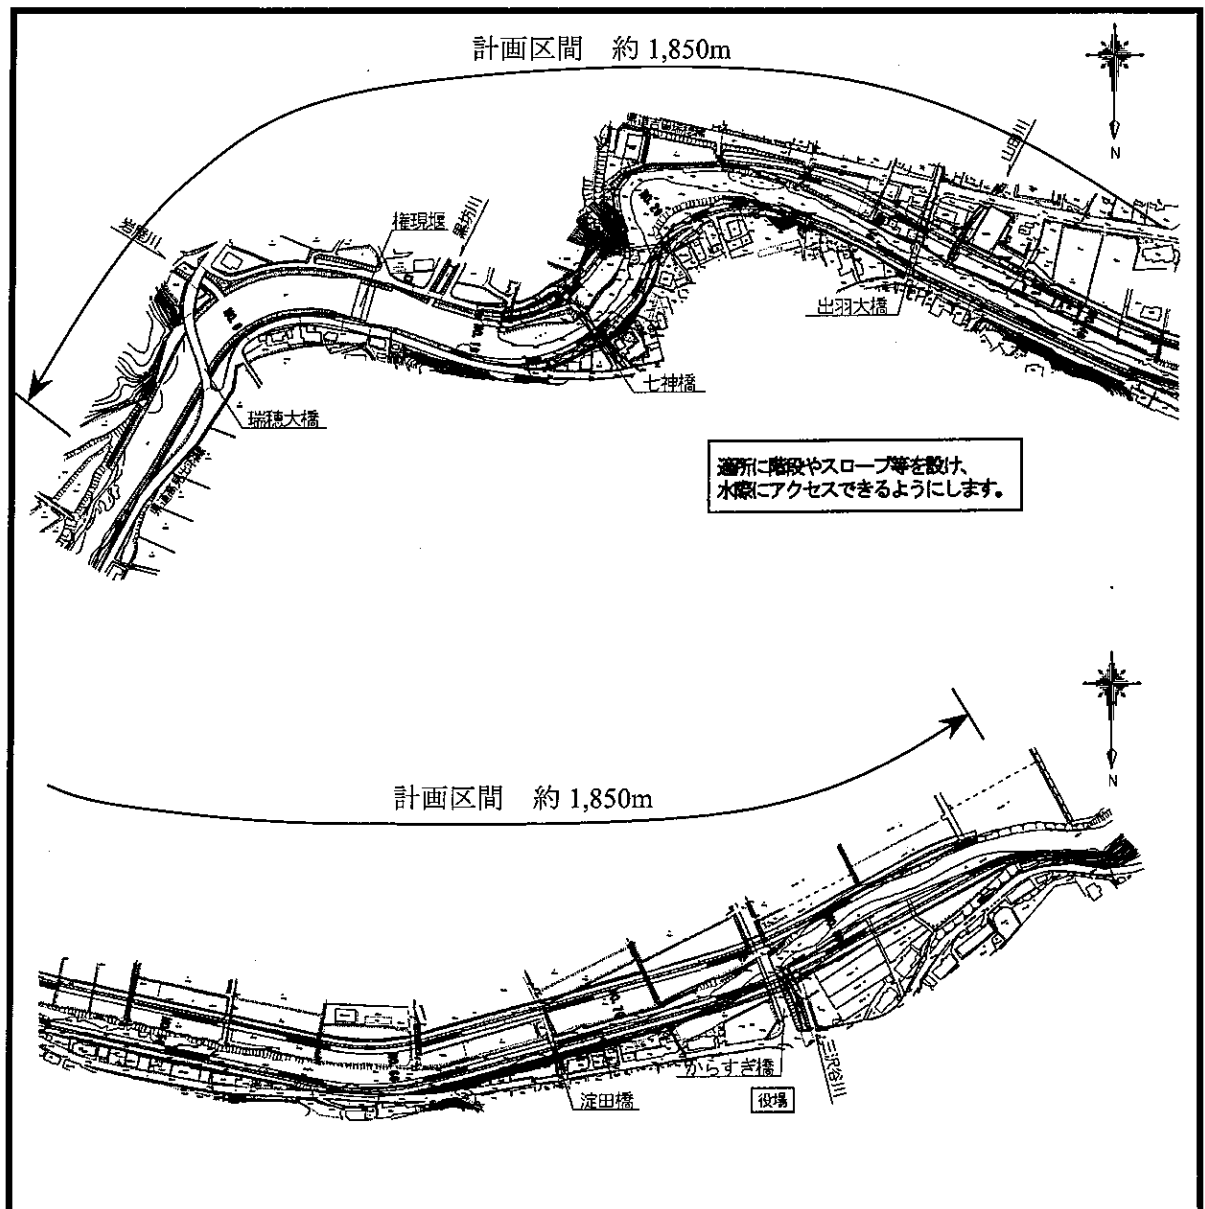 計画区間 約 1,850m
N
山田川
権現堰
黒坊川
出羽大橋
七神橋
瑞穂大橋
適所に階段やスロープ等を設け、
水際にアクセスできるようにします。
計画区間 約 1,850m
N
からすぎ橋
三沢谷川
淀田橋
役場